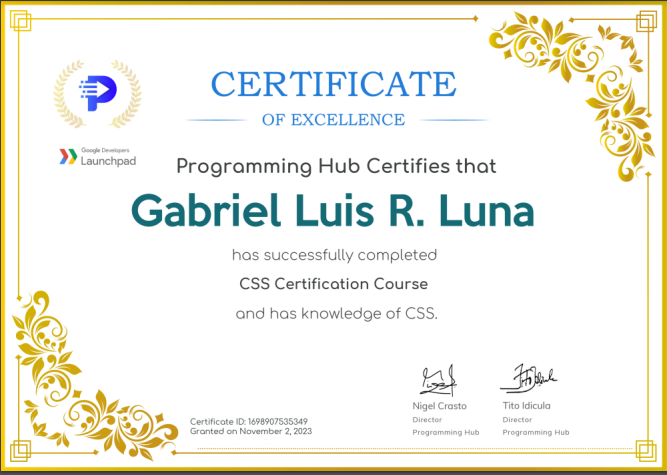 CERTIFICATE
OF EXCELLENCE
Google Developers
Launchpad
Programming Hub Certifies that
Gabriel Luis R. Luna
has successfully completed
CSS Certification Course
and has knowledge of CSS.
Nigel Crasto
Director
Programming Hub
Tito Idicula
Director
Programming Hub
Certificate ID: 1698907535349
Granted on November 2, 2023